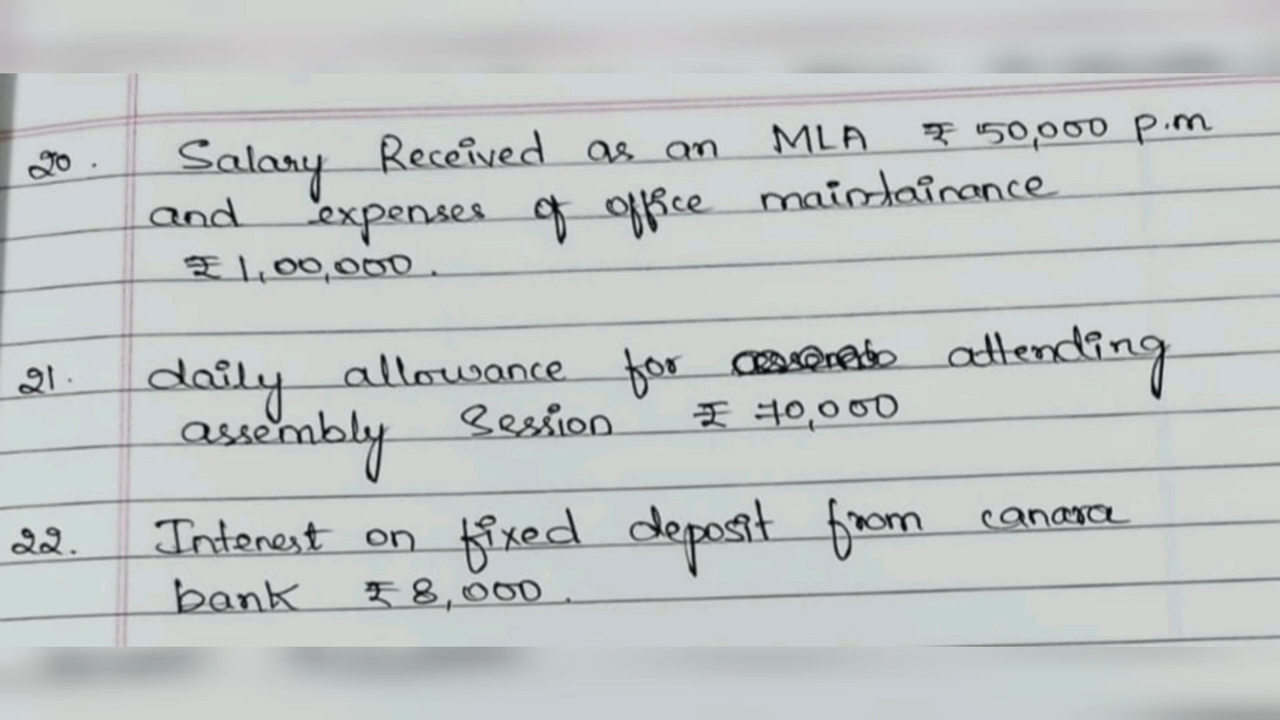 20. Salary Received as an MLA ₹ 50,000 p.m
and expenses of office maintainance
₹ 1,00,000.
21. daily allowance for attending
assembly Session ₹ 70,000
22. Interest on fixed deposit from canara
bank ₹ 8,000.